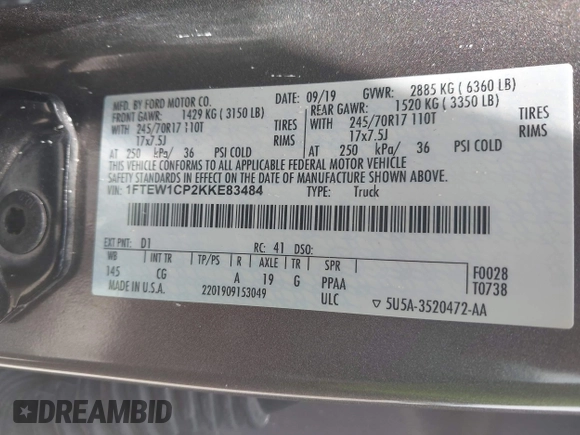 MFD. BY FORD MOTOR CO.
DATE: 09/19 GVWR: 2885 KG ( 6360 LB)
FRONT GAWR: 1429 KG ( 3150 LB)
REAR GAWR: 1520 KG ( 3350 LB)
WITH 245/70R17 110T TIRES
WITH 245/70R17 110T TIRES
17x7.5J RIMS
17x7.5J RIMS
AT 250 kPa/ 36 PSI COLD
AT 250 kPa/ 36 PSI COLD
THIS VEHICLE CONFORMS TO ALL APPLICABLE FEDERAL MOTOR VEHICLE
SAFETY STANDARDS IN EFFECT ON THE DATE OF MANUFACTURE SHOWN ABOVE.
VIN: 1FTEW1CP2KKE83484 TYPE: Truck
EXT PNT: D1 RC: 41 DSO:
WB INT TR TP/PS R AXLE TR SPR
145 CG A 19 G PPAA
F0028
T0738
MADE IN U.S.A. 2201909153049 ULC
▽ 5U5A-3520472-AA
DREAMBID